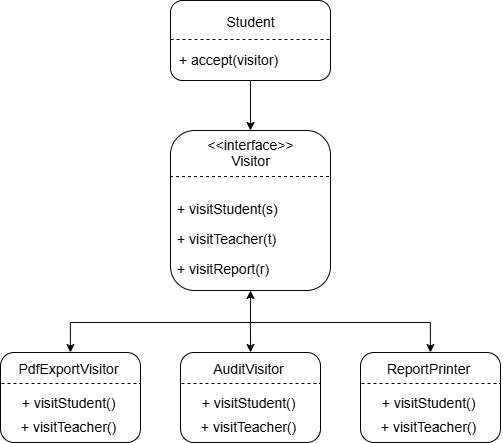 Student
+ accept(visitor)
<<interface>>
Visitor
+ visitStudent(s)
+ visitTeacher(t)
+ visitReport(r)
PdfExportVisitor
+ visitStudent()
+ visitTeacher()
AuditVisitor
+ visitStudent()
+ visitTeacher()
ReportPrinter
+ visitStudent()
+ visitTeacher()